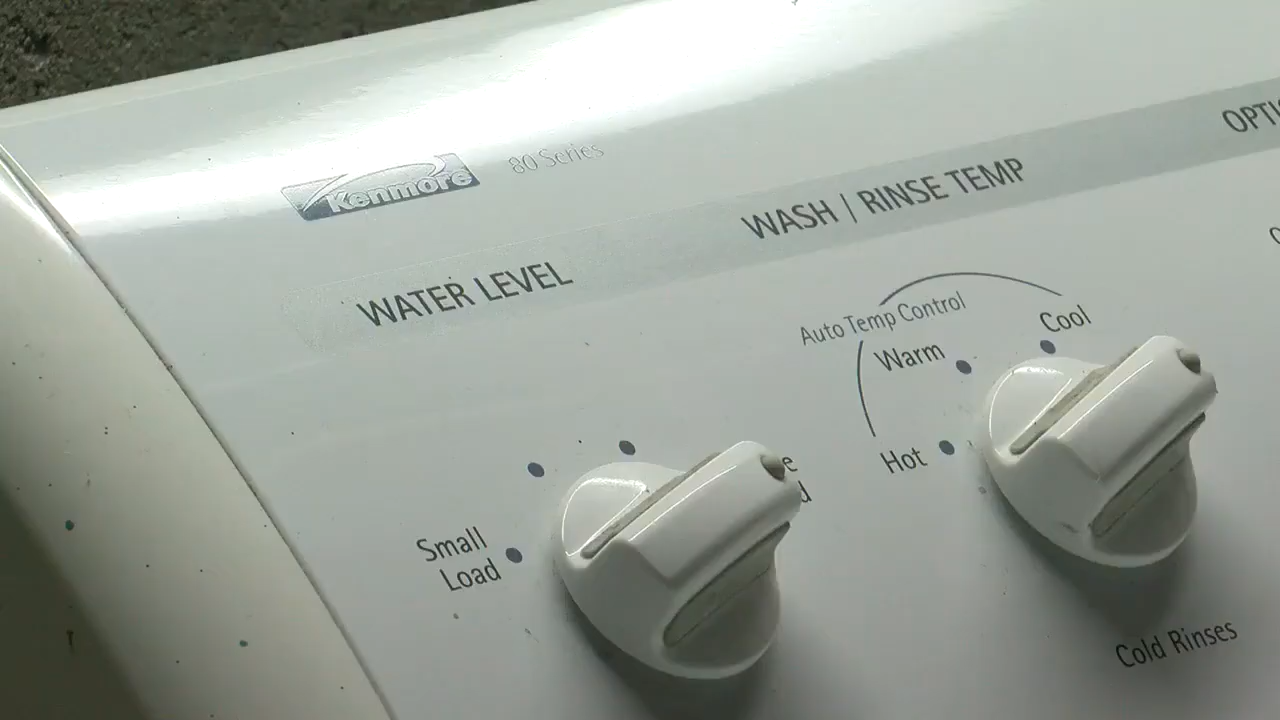 Kenmore
80 Series
OPTI
WASH | RINSE TEMP
WATER LEVEL
Auto Temp Control
Cool
Warm
Hot
Small
Load
Cold Rinses